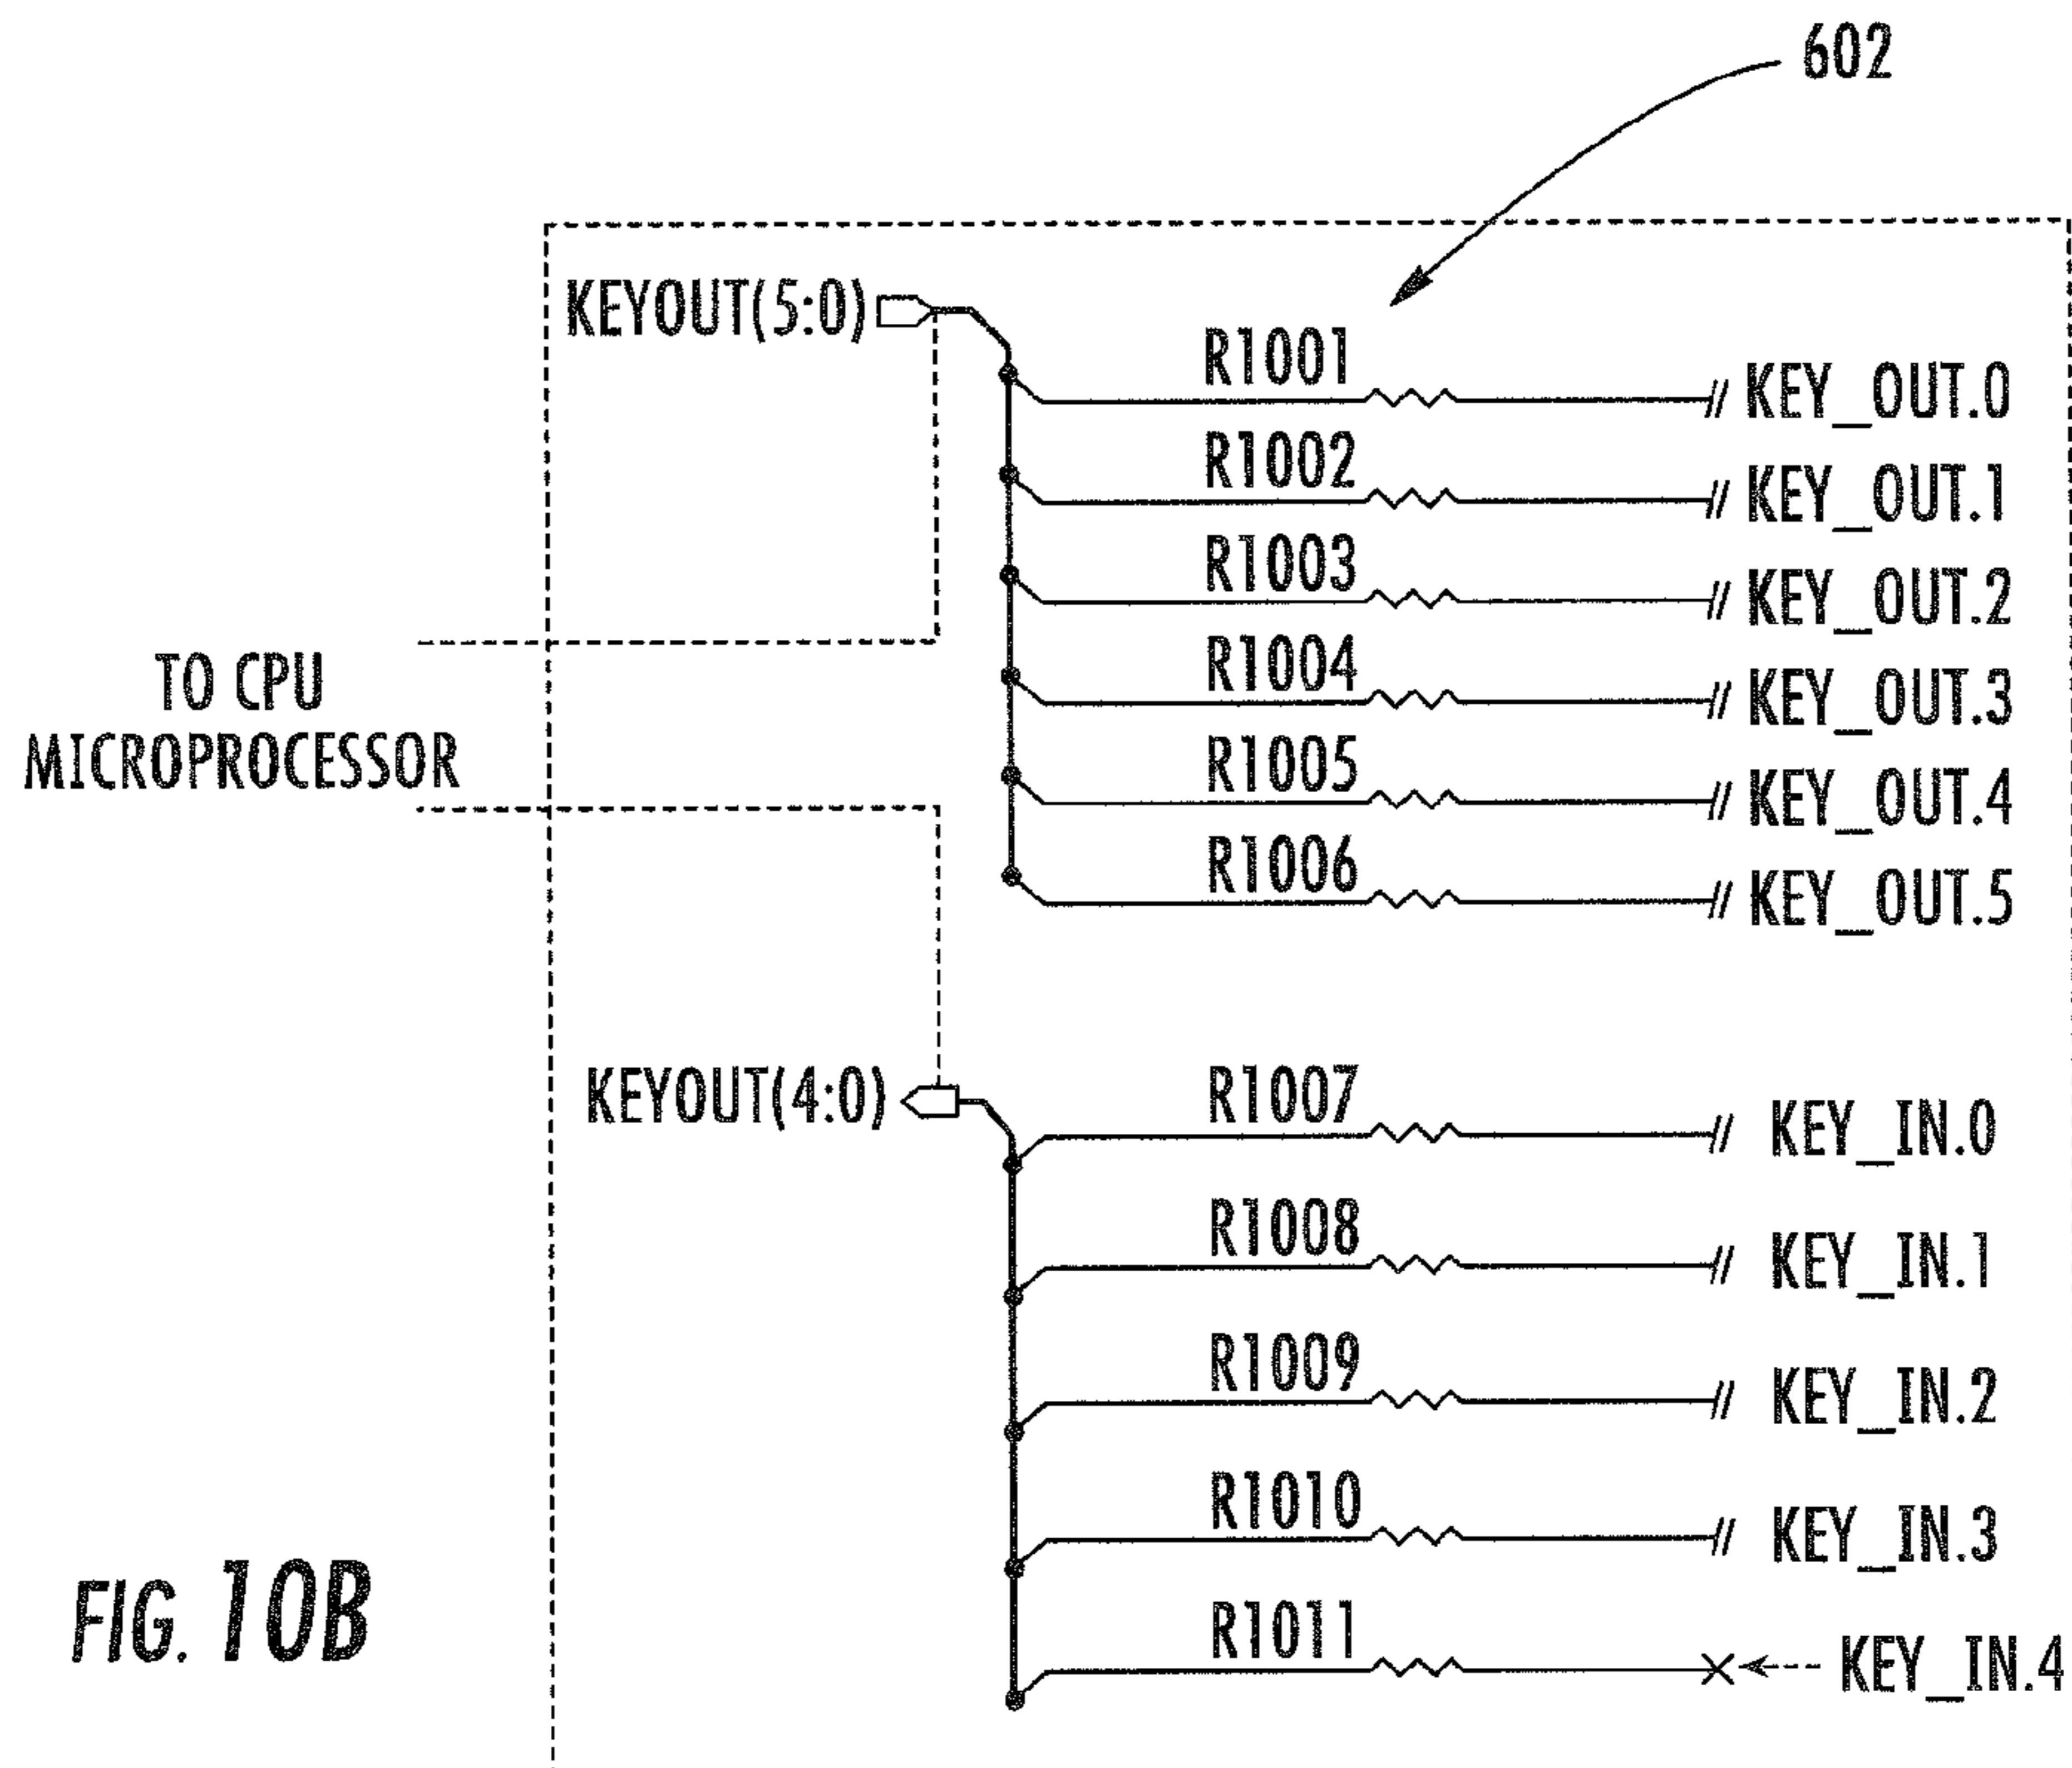 602
KEYOUT(5:0)
R1001
KEY_OUT.0
R1002
KEY_OUT.1
R1003
KEY_OUT.2
R1004
KEY_OUT.3
R1005
KEY_OUT.4
R1006
KEY_OUT.5
TO CPU
MICROPROCESSOR
KEYOUT(4:0)
R1007
KEY_IN.0
R1008
KEY_IN.1
R1009
KEY_IN.2
R1010
KEY_IN.3
R1011
KEY_IN.4
FIG. 10B